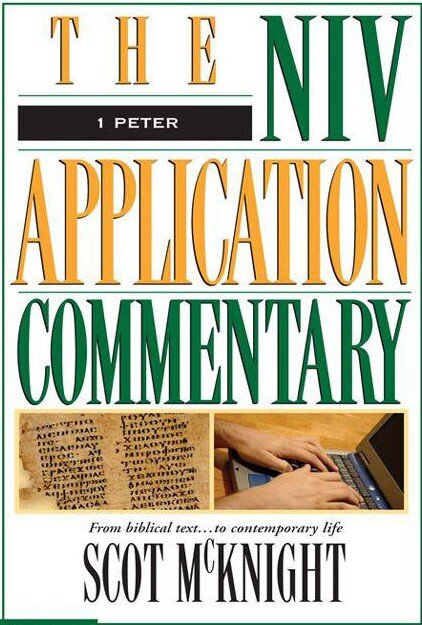 THE
NIV
1 PETER
APPLICATION
COMMENTARY
From biblical text...to contemporary life
SCOT McKNIGHT